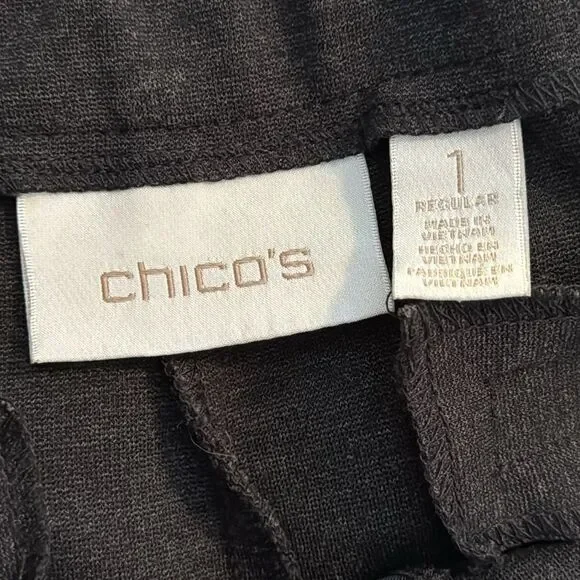 chico's
1
REGULAR
MADE IN
VIETNAM
HECHO EN
VIETNAM
FABRIQUE EN
VIETNAM